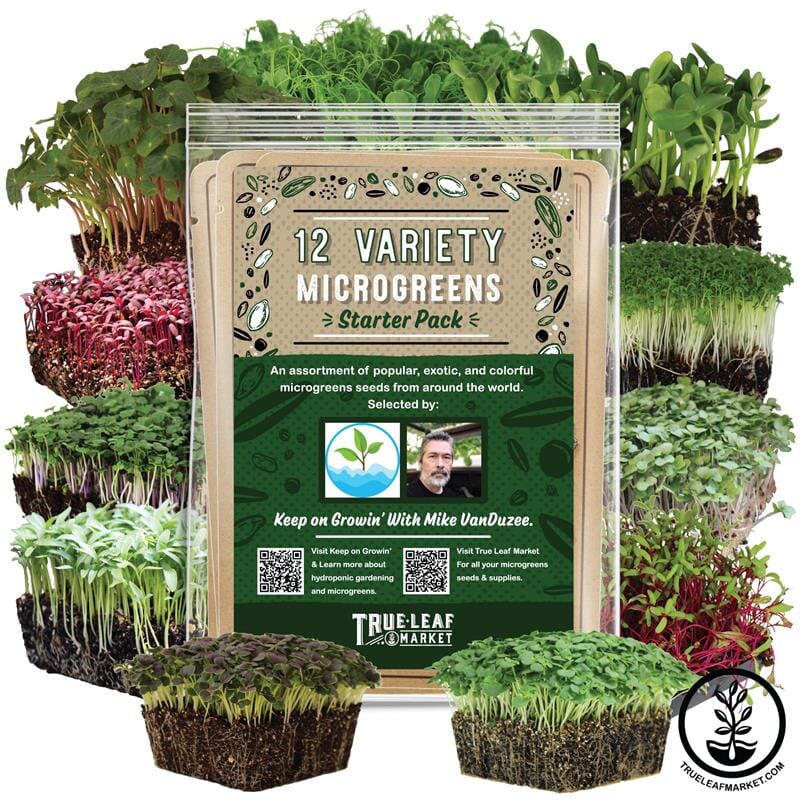 12 VARIETY
MICROGREENS
Starter Pack
An assortment of popular, exotic, and colorful
microgreens seeds from around the world.
Selected by:
Keep on Growin' With Mike VanDuzee.
Visit Keep on Growin'
& Learn more about
hydroponic gardening
and microgreens.
Visit True Leaf Market
For all your microgreens
seeds & supplies.
TRUE·LEAF
MARKET
TRUELEAFMARKET.COM